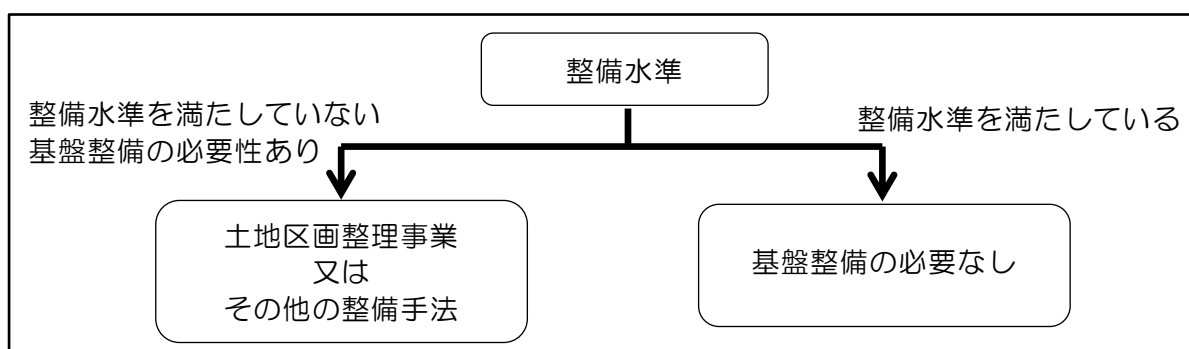 整備水準
整備水準を満たしていない
基盤整備の必要性あり
整備水準を満たしている
土地区画整理事業
又は
その他の整備手法
基盤整備の必要なし